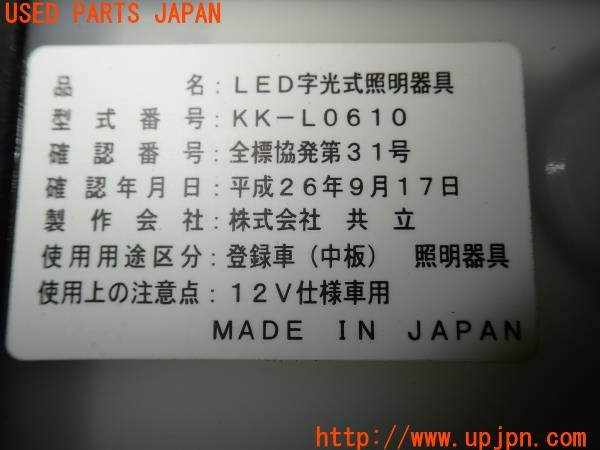 USED PARTS JAPAN
品名：LED字光式照明器具
型式番号：KK－L0610
確認番号：全標協発第31号
確認年月日：平成26年9月17日
製作会社：株式会社 共立
使用用途区分：登録車（中板） 照明器具
使用上の注意点：12V仕様車用
MADE IN JAPAN
USED PARTS JAPAN
http://www.upjpn.com/